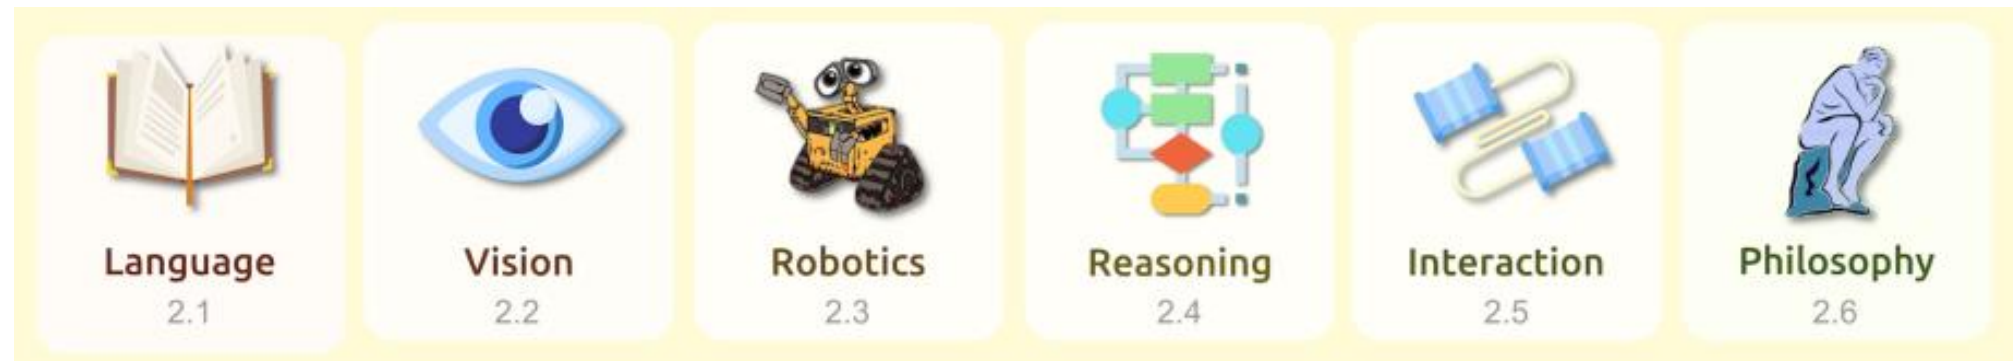 Language
2.1
Vision
2.2
Robotics
2.3
Reasoning
2.4
Interaction
2.5
Philosophy
2.6